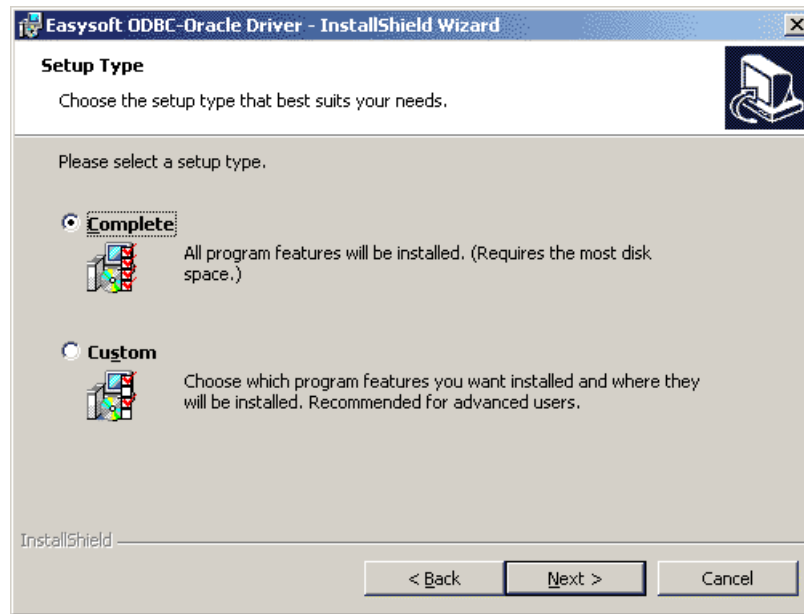 Easysoft ODBC-Oracle Driver - InstallShield Wizard
Setup Type
Choose the setup type that best suits your needs.
Please select a setup type.
Complete
All program features will be installed. (Requires the most disk
space.)
Custom
Choose which program features you want installed and where they
will be installed. Recommended for advanced users.
InstallShield
< Back
Next >
Cancel